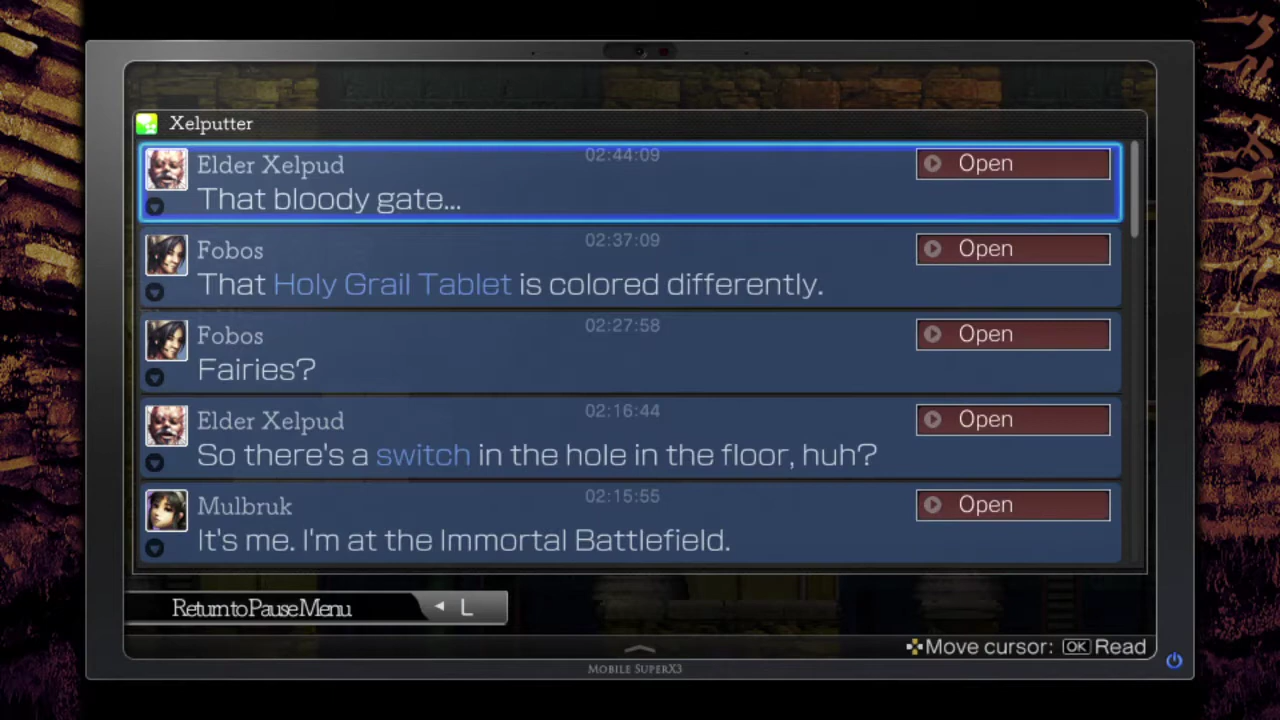 Xelputter
Elder Xelpud
02:44:09
Open
That bloody gate...
Fobos
02:37:09
Open
That Holy Grail Tablet is colored differently.
Fobos
02:27:58
Open
Fairies?
Elder Xelpud
02:16:44
Open
So there's a switch in the hole in the floor, huh?
Mulbruk
02:15:55
Open
It's me. I'm at the Immortal Battlefield.
Return to Pause Menu
L
Move cursor: OK Read
MOBILE SUPERX3